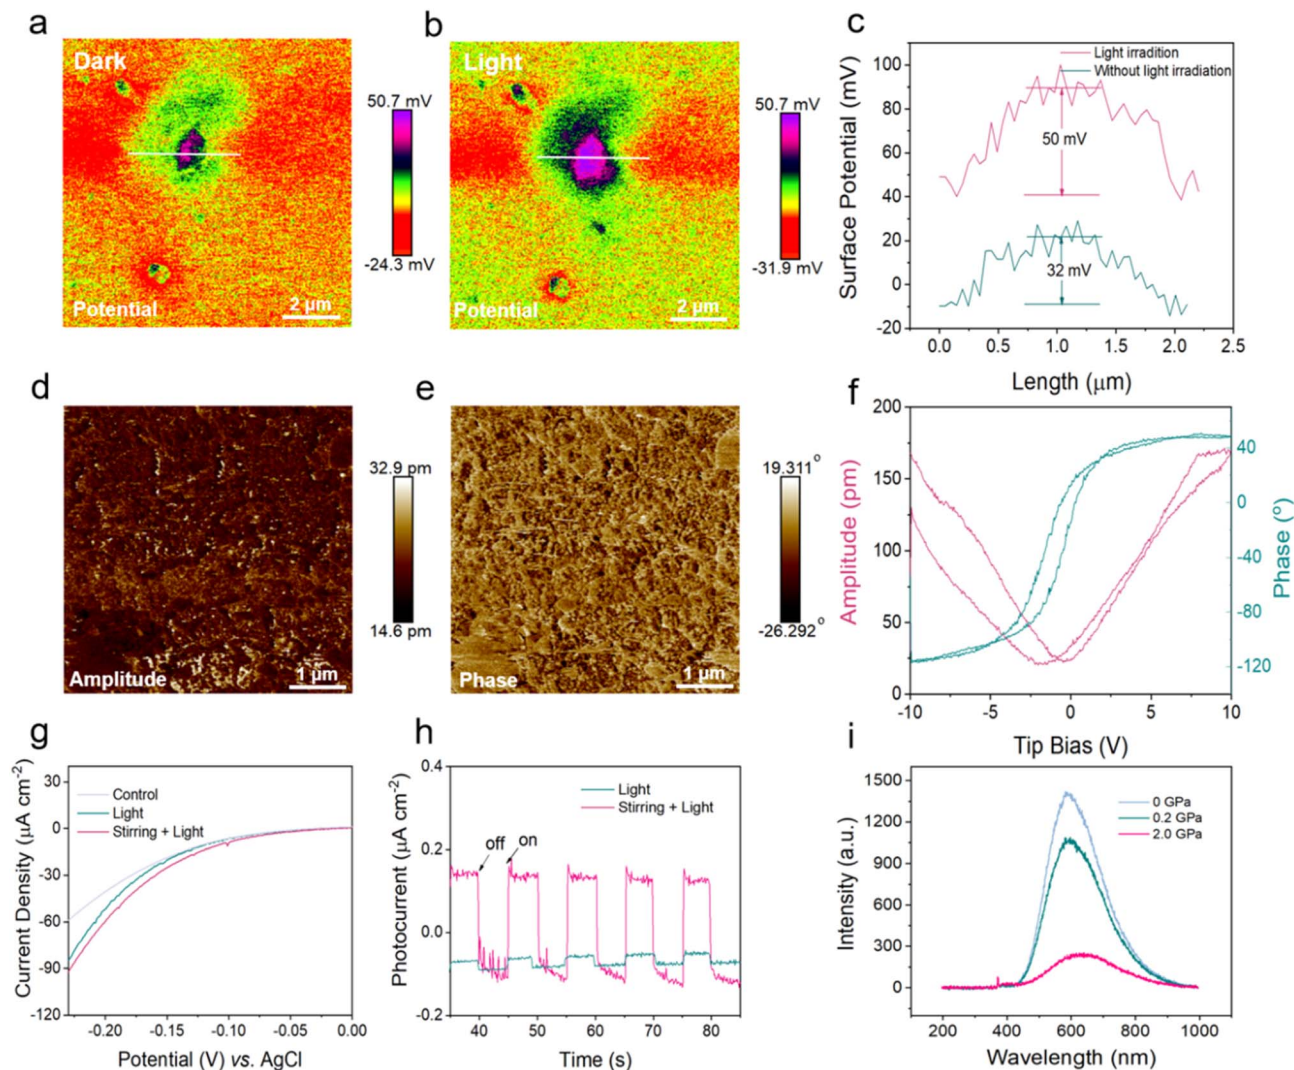 a
Dark
50.7 mV
-24.3 mV
Potential
2 µm
b
Light
50.7 mV
-31.9 mV
Potential
2 µm
c
Surface Potential (mV)
100
80
60
40
20
0
-20
Light irradition
Without light irradiation
50 mV
32 mV
0.0 0.5 1.0 1.5 2.0 2.5
Length (µm)
d
32.9 pm
14.6 pm
Amplitude
1 µm
e
19.311°
-26.292°
Phase
1 µm
f
Amplitude (pm)
200
150
100
50
0
40
0
-40
-80
-120
Phase (°)
-10 -5 0 5 10
Tip Bias (V)
g
Current Density (µA cm⁻²)
30
0
-30
-60
-90
-120
Control
Light
Stirring + Light
-0.20 -0.15 -0.10 -0.05 0.00
Potential (V) vs. AgCl
h
Photocurrent (µA cm⁻²)
0.4
0.2
0.0
-0.2
Light
Stirring + Light
off on
40 50 60 70 80
Time (s)
i
Intensity (a.u.)
1500
1200
900
600
300
0
0 GPa
0.2 GPa
2.0 GPa
200 400 600 800 1000
Wavelength (nm)